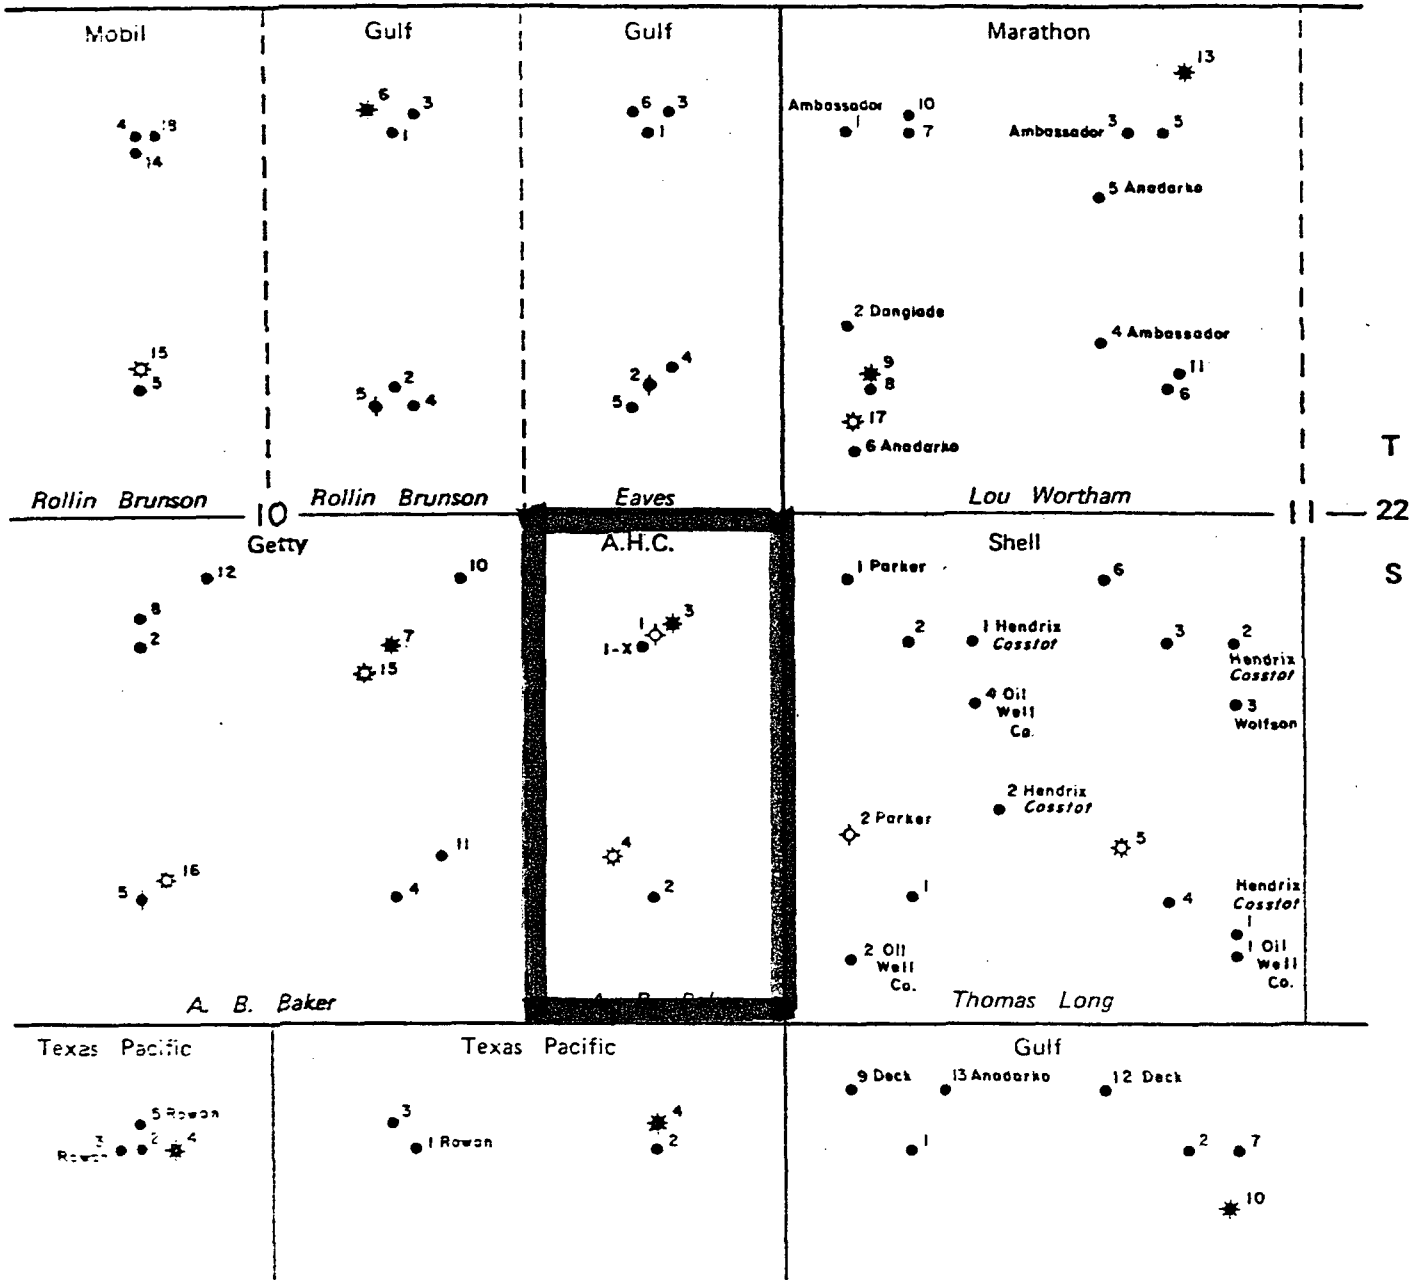 Mobil Gulf Gulf Marathon
13
6 3 6 3 Ambassador 10
4 18 1 1 1 7 Ambassador 3 5
14
5 Anadarko
2 Dangiade
4 Ambassador
15 4 9 11
5 2 2 8 6
5 4 5 17
6 Anadarko
T
Rollin Brunson Rollin Brunson Eaves Lou Wortham
10 11 22
Getty A.H.C. Shell
S
12 10 1 Parker 6
8 3
2 7 1 2 1 Hendrix 3 2
1-X Cosstot Hendrix
15 Cosstot
4 Oil 3
Well Wolfson
Co.
2 Hendrix
Cosstot
2 Parker
11 4 5
16
5 4 2 1 4 Hendrix
Cosstot
1
2 Oil 1 Oil
Well Well
Co. Co.
A. B. Baker Thomas Long
Texas Pacific Texas Pacific Gulf
9 Deck 13 Anadarko 12 Deck
5 Rowan 3 4
3 2 4 1 Rowan 2 1 2 7
Rowan
10